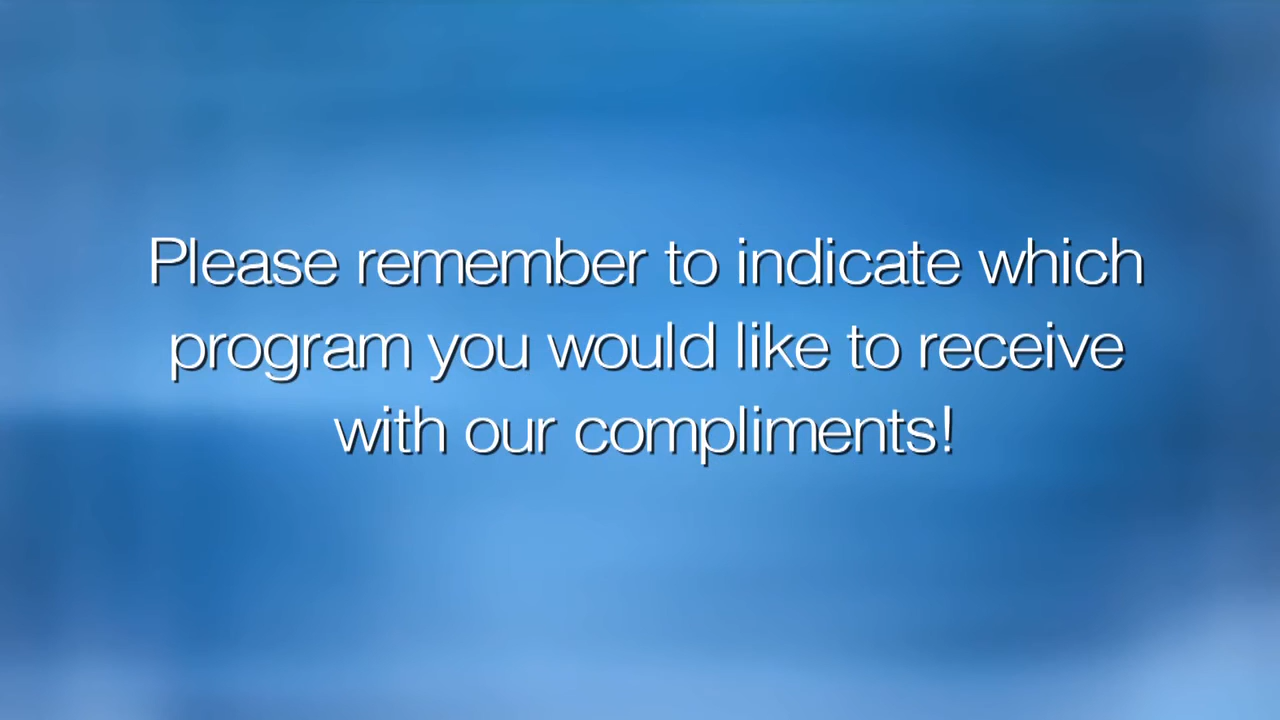 Please remember to indicate which
program you would like to receive
with our compliments!